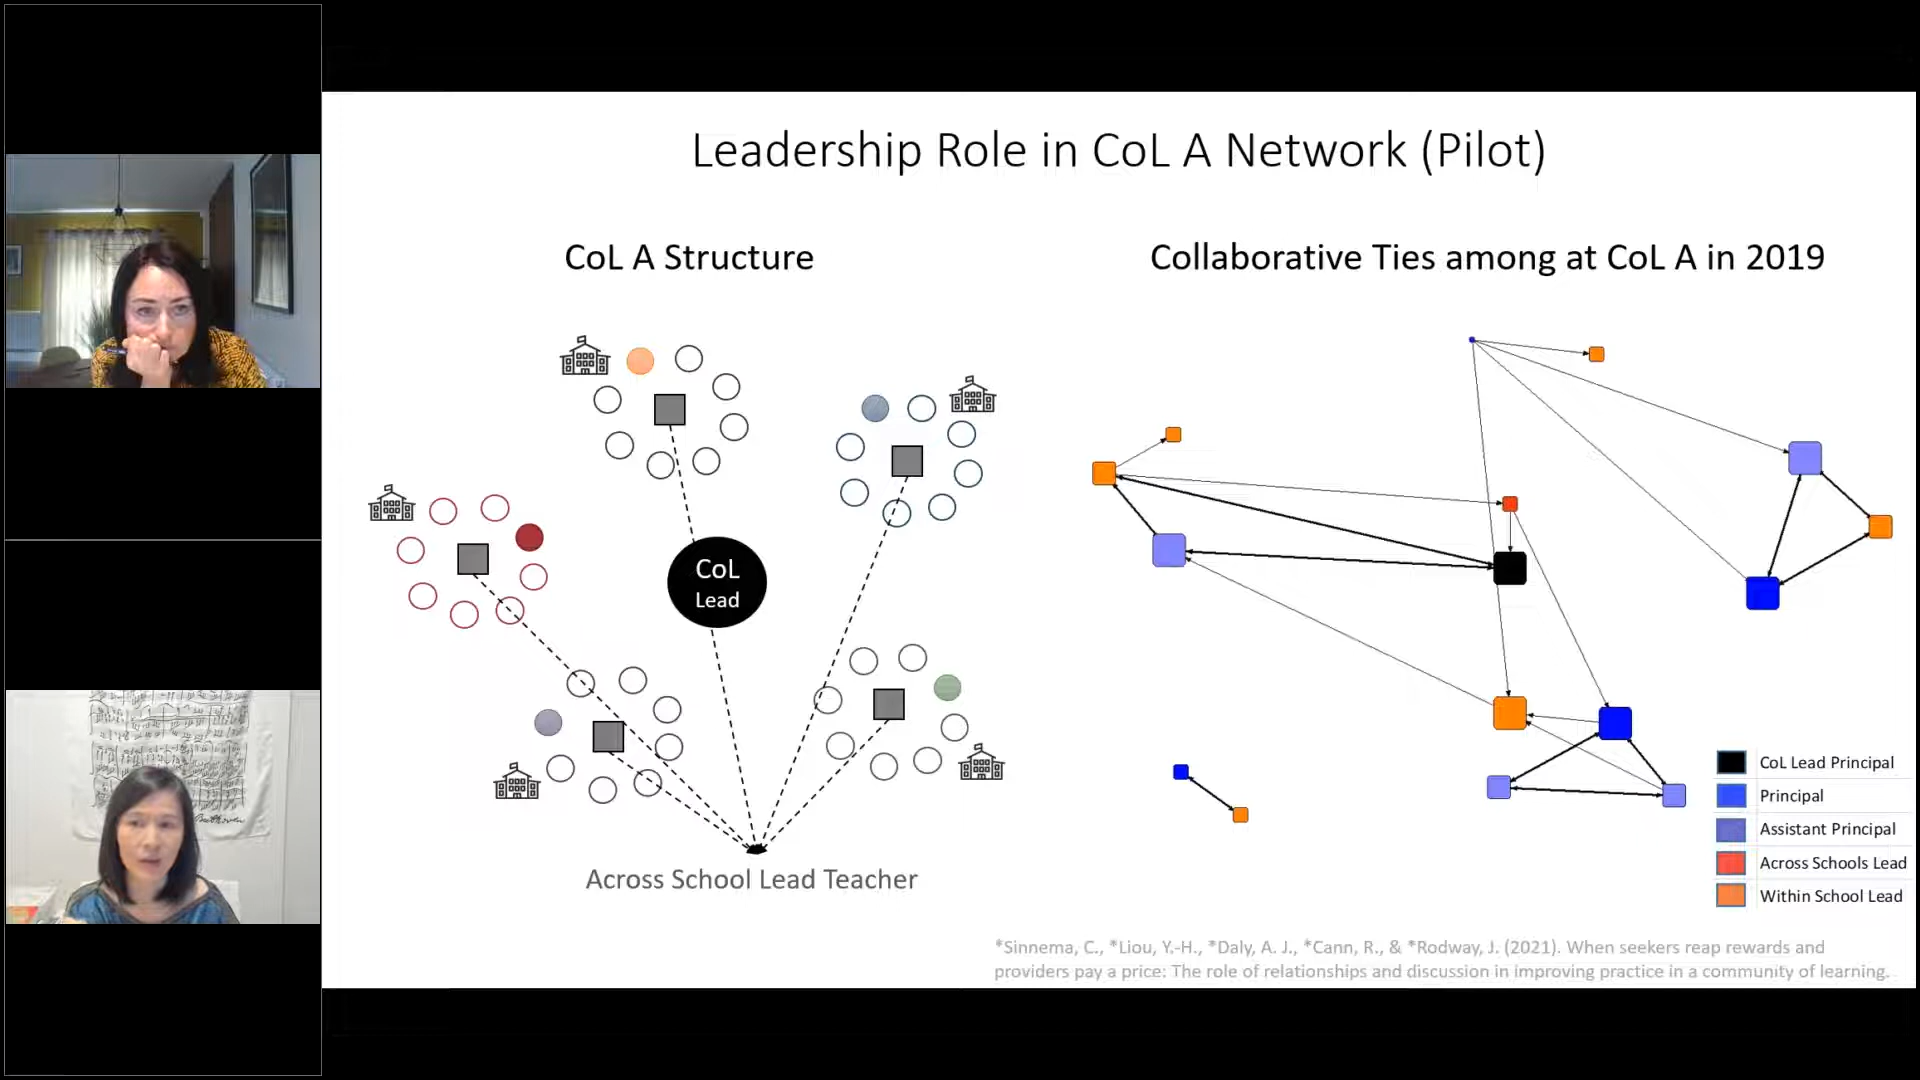 Leadership Role in CoL A Network (Pilot)
CoL A Structure
Collaborative Ties among at CoL A in 2019
CoL
Lead
Across School Lead Teacher
CoL Lead Principal
Principal
Assistant Principal
Across Schools Lead
Within School Lead
*Sinnema, C., *Liou, Y.-H., *Daly, A. J., *Cann, R., & *Rodway, J. (2021). When seekers reap rewards and
providers pay a price: The role of relationships and discussion in improving practice in a community of learning.
Beethoven